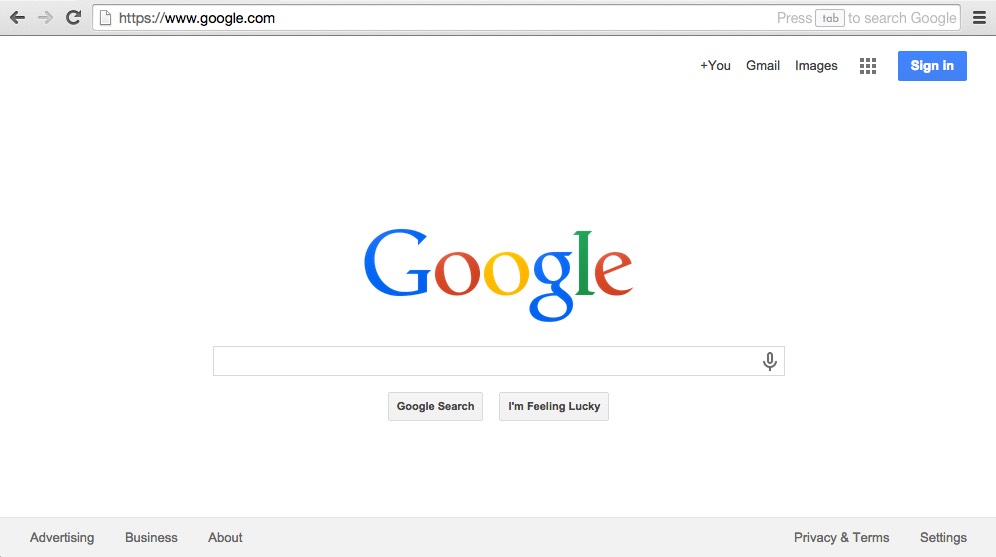 https://www.google.com Press tab to search Google
+You Gmail Images Sign in
Google
Google Search I'm Feeling Lucky
Advertising Business About Privacy & Terms Settings